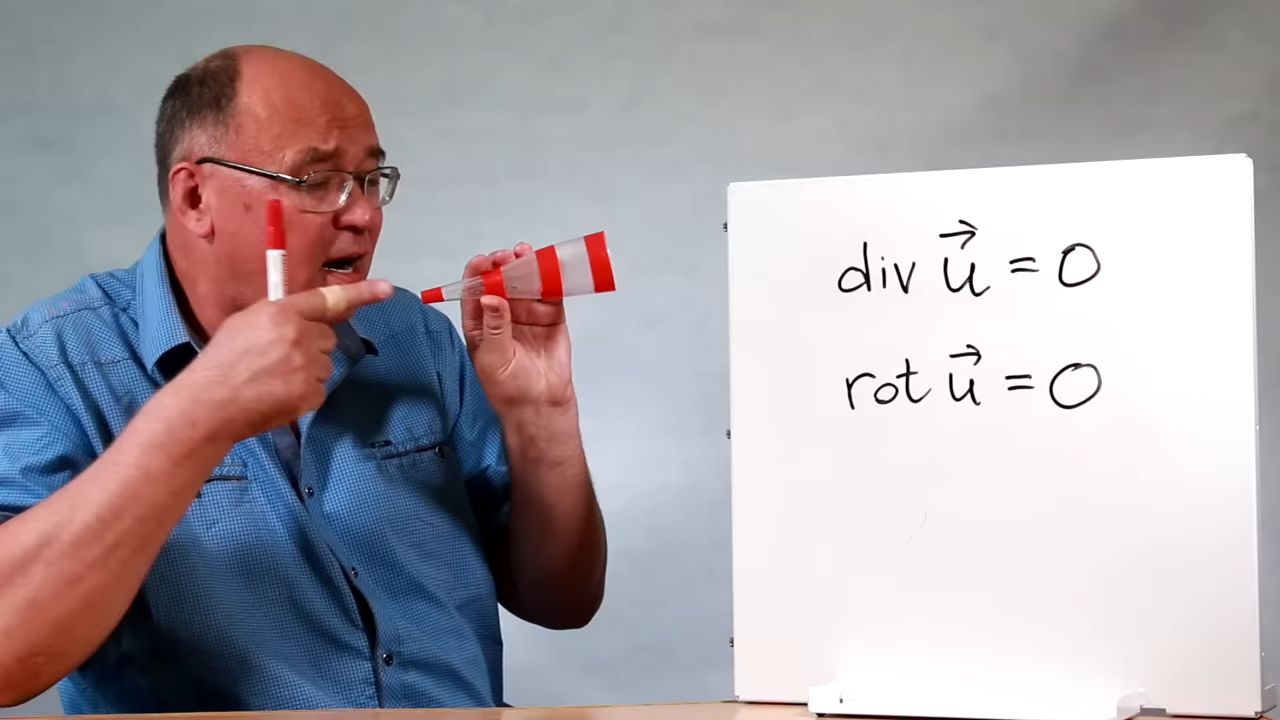 div u⃗ = 0
rot u⃗ = 0